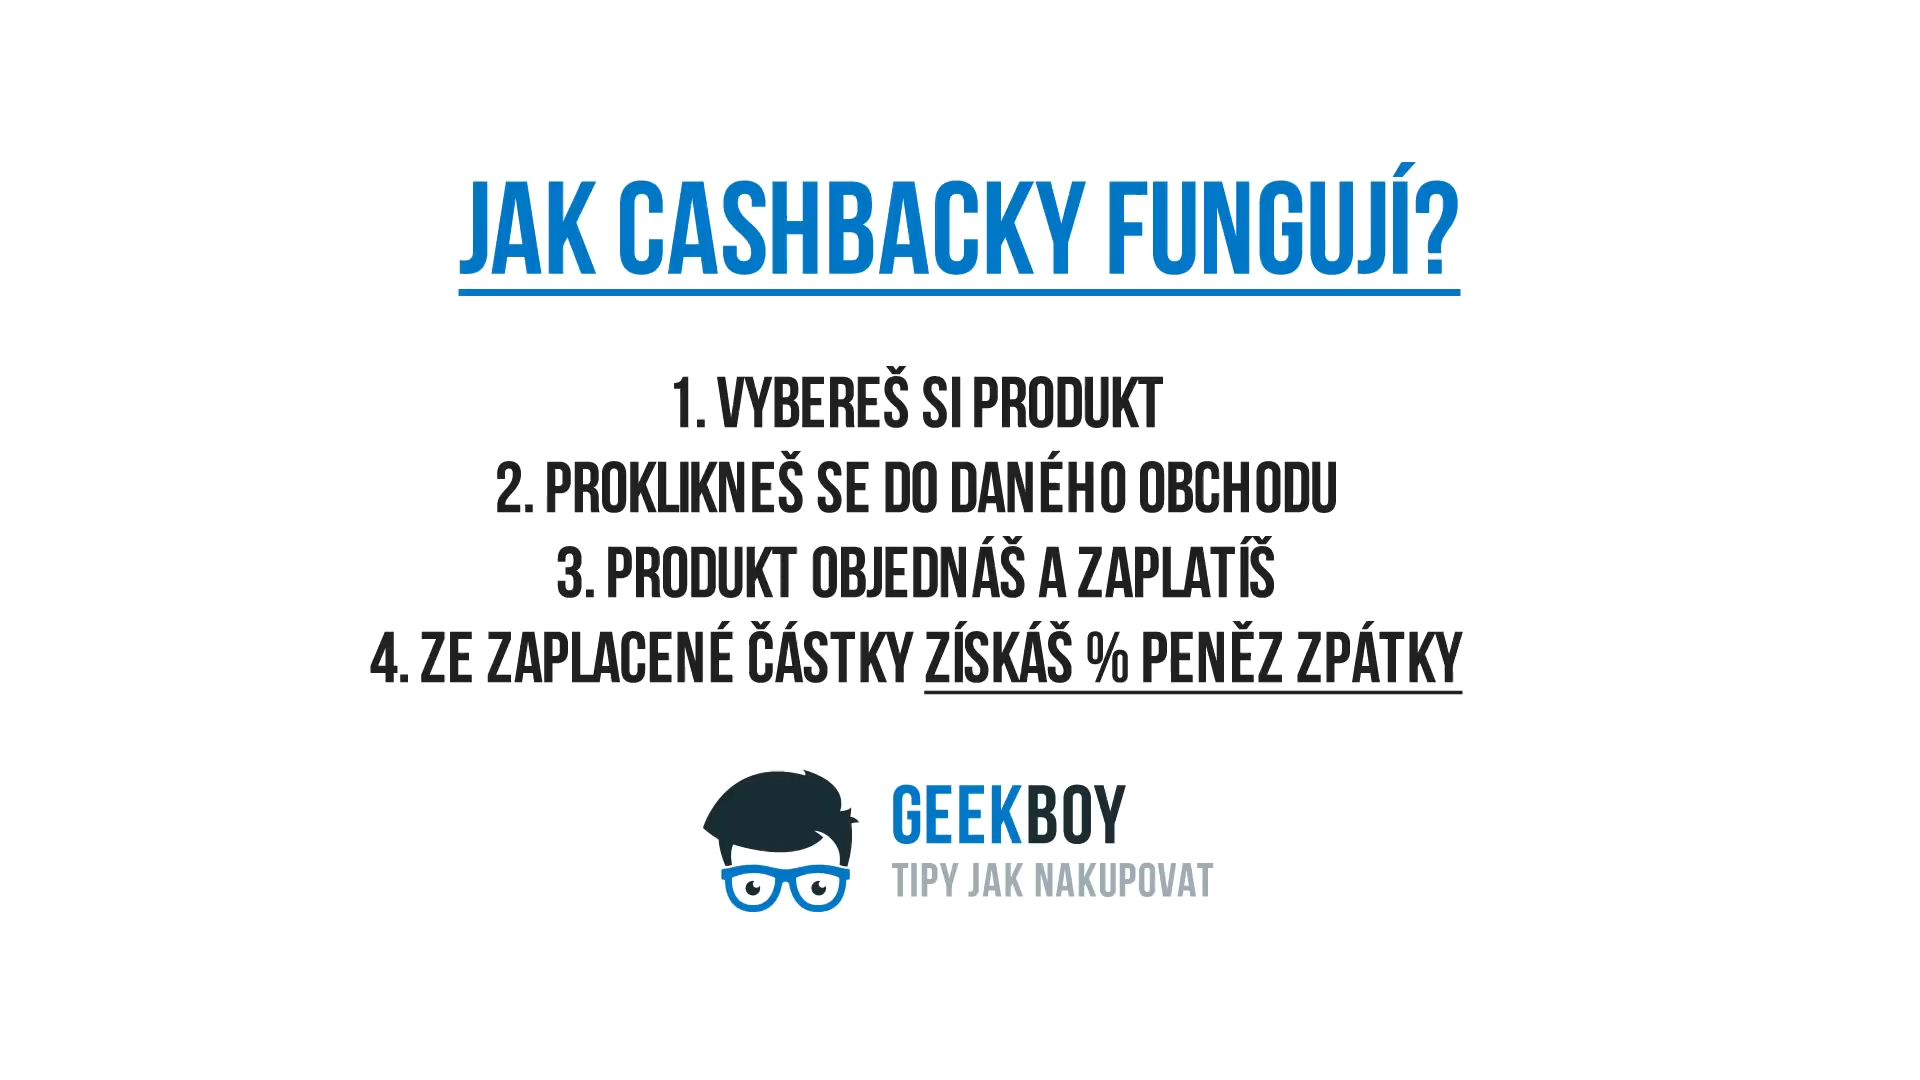 JAK CASHBACKY FUNGUJÍ?
1. VYBEREŠ SI PRODUKT
2. PROKLIKNEŠ SE DO DANÉHO OBCHODU
3. PRODUKT OBJEDNÁŠ A ZAPLATÍŠ
4. ZE ZAPLACENÉ ČÁSTKY ZÍSKÁŠ % PENĚZ ZPÁTKY
GEEKBOY
TIPY JAK NAKUPOVAT